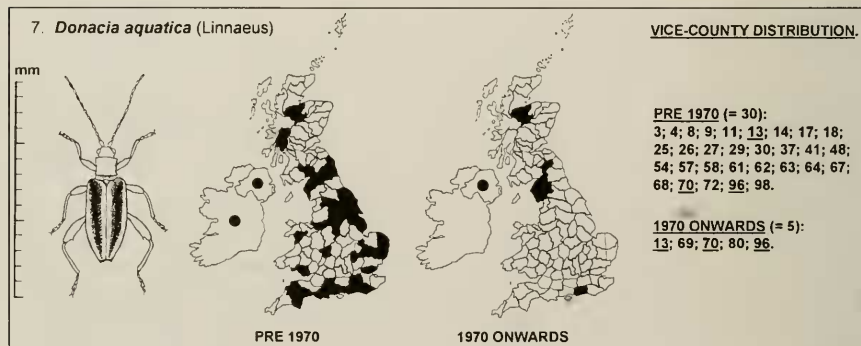 7. Donacia aquatica (Linnaeus)
VICE-COUNTY DISTRIBUTION.
mm
PRE 1970 (= 30):
3; 4; 8; 9; 11; 13; 14; 17; 18;
25; 26; 27; 29; 30; 37; 41; 48;
54; 57; 58; 61; 62; 63; 64; 67;
68; 70; 72; 96; 98.
1970 ONWARDS (= 5):
13; 69; 70; 80; 96.
PRE 1970
1970 ONWARDS